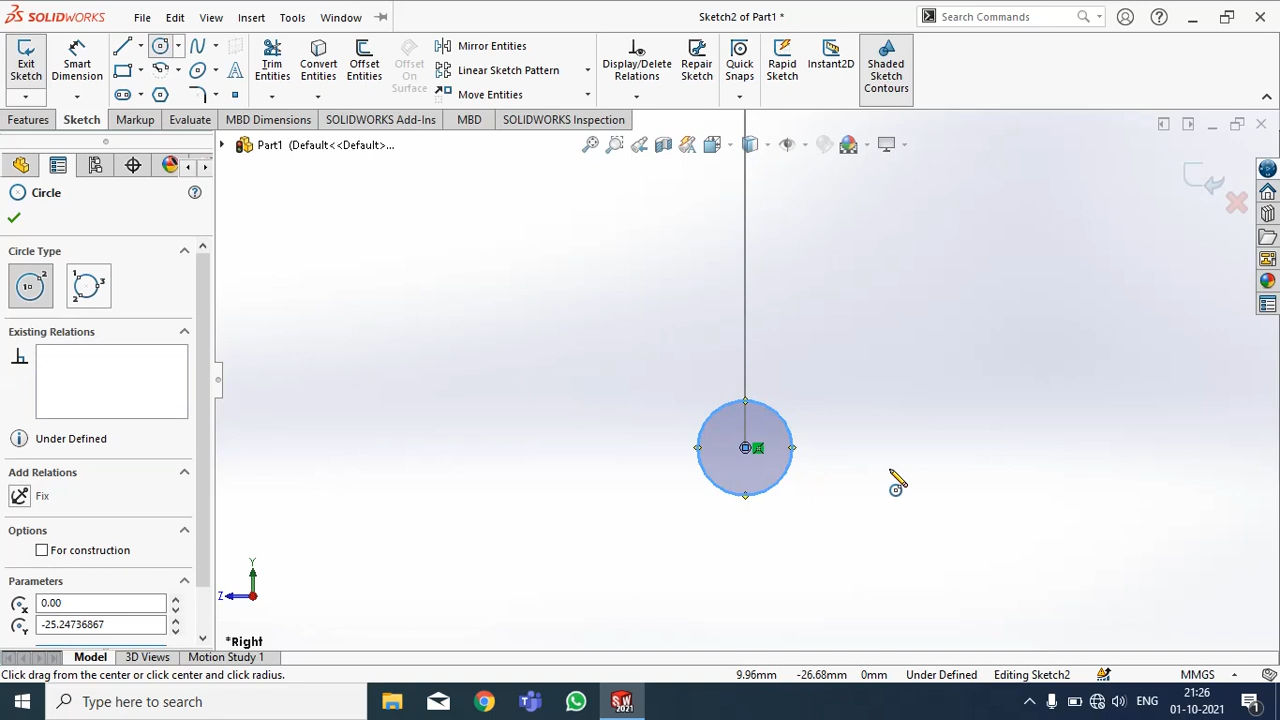 SOLIDWORKS File Edit View Insert Tools Window Sketch2 of Part1 * Search Commands
Exit Sketch
Smart Dimension
Trim Entities
Convert Entities
Offset Entities
Offset On Surface
Mirror Entities
Linear Sketch Pattern
Move Entities
Display/Delete Relations
Repair Sketch
Quick Snaps
Rapid Sketch
Instant2D
Shaded Sketch Contours
Features Sketch Markup Evaluate MBD Dimensions SOLIDWORKS Add-Ins MBD SOLIDWORKS Inspection
Part1 (Default<<Default>...
Circle
Circle Type
Existing Relations
Under Defined
Add Relations
Fix
Options
For construction
Parameters
0.00
-25.24736867
Y
Z
*Right
Model 3D Views Motion Study 1
Click drag from the center or click center and click radius. 9.96mm -26.68mm 0mm Under Defined Editing Sketch2 MMGS
Type here to search
ENG
21:26
01-10-2021